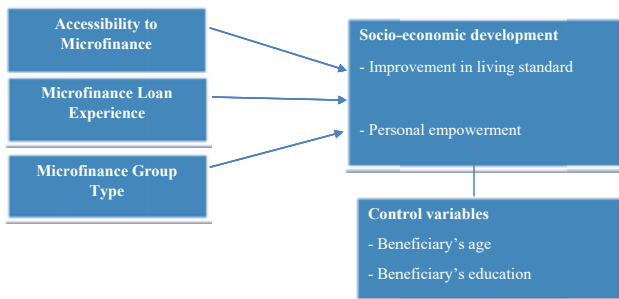 Accessibility to
Microfinance
Microfinance Loan
Experience
Microfinance Group
Type
Socio-economic development
- Improvement in living standard
- Personal empowerment
Control variables
- Beneficiary's age
- Beneficiary's education